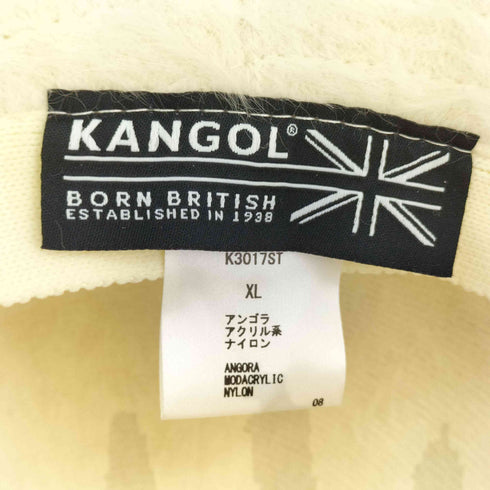 KANGOL®
BORN BRITISH
ESTABLISHED IN 1938
K3017ST
XL
アンゴラ
アクリル系
ナイロン
ANGORA
MODACRYLIC
NYLON
08